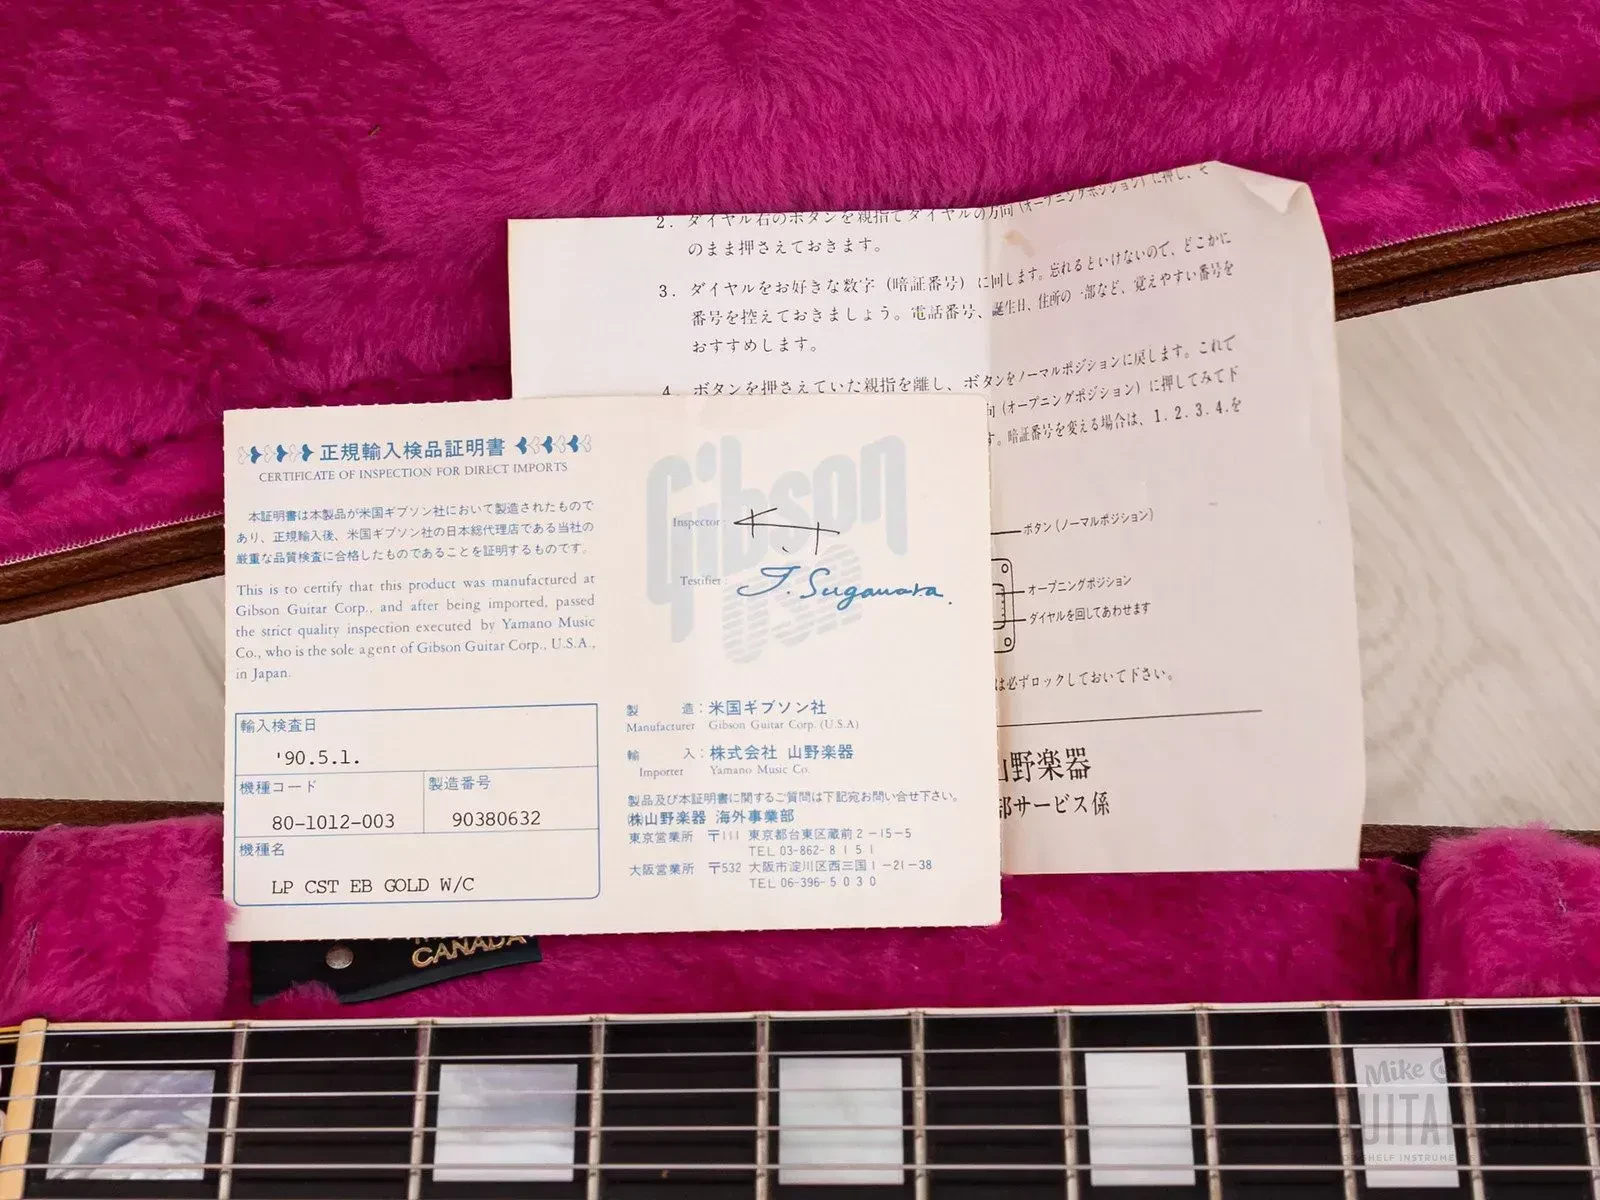 2. ダイヤル右のボタンを親指でダイヤルの方向(オープニングポジション)に押し、そ
のまま押さえておきます。
3. ダイヤルをお好きな数字(暗証番号)に回します。忘れるといけないので、どこかに
番号を控えておきましょう。電話番号、誕生日、住所の一部など、覚えやすい番号を
おすすめします。
4. ボタンを押さえていた親指を離し、ボタンをノーマルポジションに戻します。これで
向(オープニングポジション)に押してみて下
す。暗証番号を変える場合は、1.2.3.4.を
ボタン(ノーマルポジション)
オープニングポジション
ダイヤルを回してあわせます
は必ずロックしておいて下さい。
山野楽器
部サービス係
正規輸入検品証明書
CERTIFICATE OF INSPECTION FOR DIRECT IMPORTS
本証明書は本製品が米国ギブソン社において製造されたもので
あり、正規輸入後、米国ギブソン社の日本総代理店である当社の
厳重な品質検査に合格したものであることを証明するものです。
This is to certify that this product was manufactured at
Gibson Guitar Corp., and after being imported, passed
the strict quality inspection executed by Yamano Music
Co., who is the sole agent of Gibson Guitar Corp., U.S.A.,
in Japan.
輸入検査日
'90.5.1.
機種コード
80-1012-003
製造番号
90380632
機種名
LP CST EB GOLD W/C
Gibson
USA
Inspector:
Testifier: J. Sugawara.
製造:米国ギブソン社
Manufacturer Gibson Guitar Corp. (U.S.A)
輸入:株式会社 山野楽器
Importer Yamano Music Co.
製品及び本証明書に関するご質問は下記宛お問い合せ下さい。
㈱山野楽器 海外事業部
東京営業所 〒111 東京都台東区蔵前2-15-5
TEL 03-862-8151
大阪営業所 〒532 大阪市淀川区西三国1-21-38
TEL 06-396-5030
CANADA
Mike
GUITAR
SHELF INSTRUMENTS